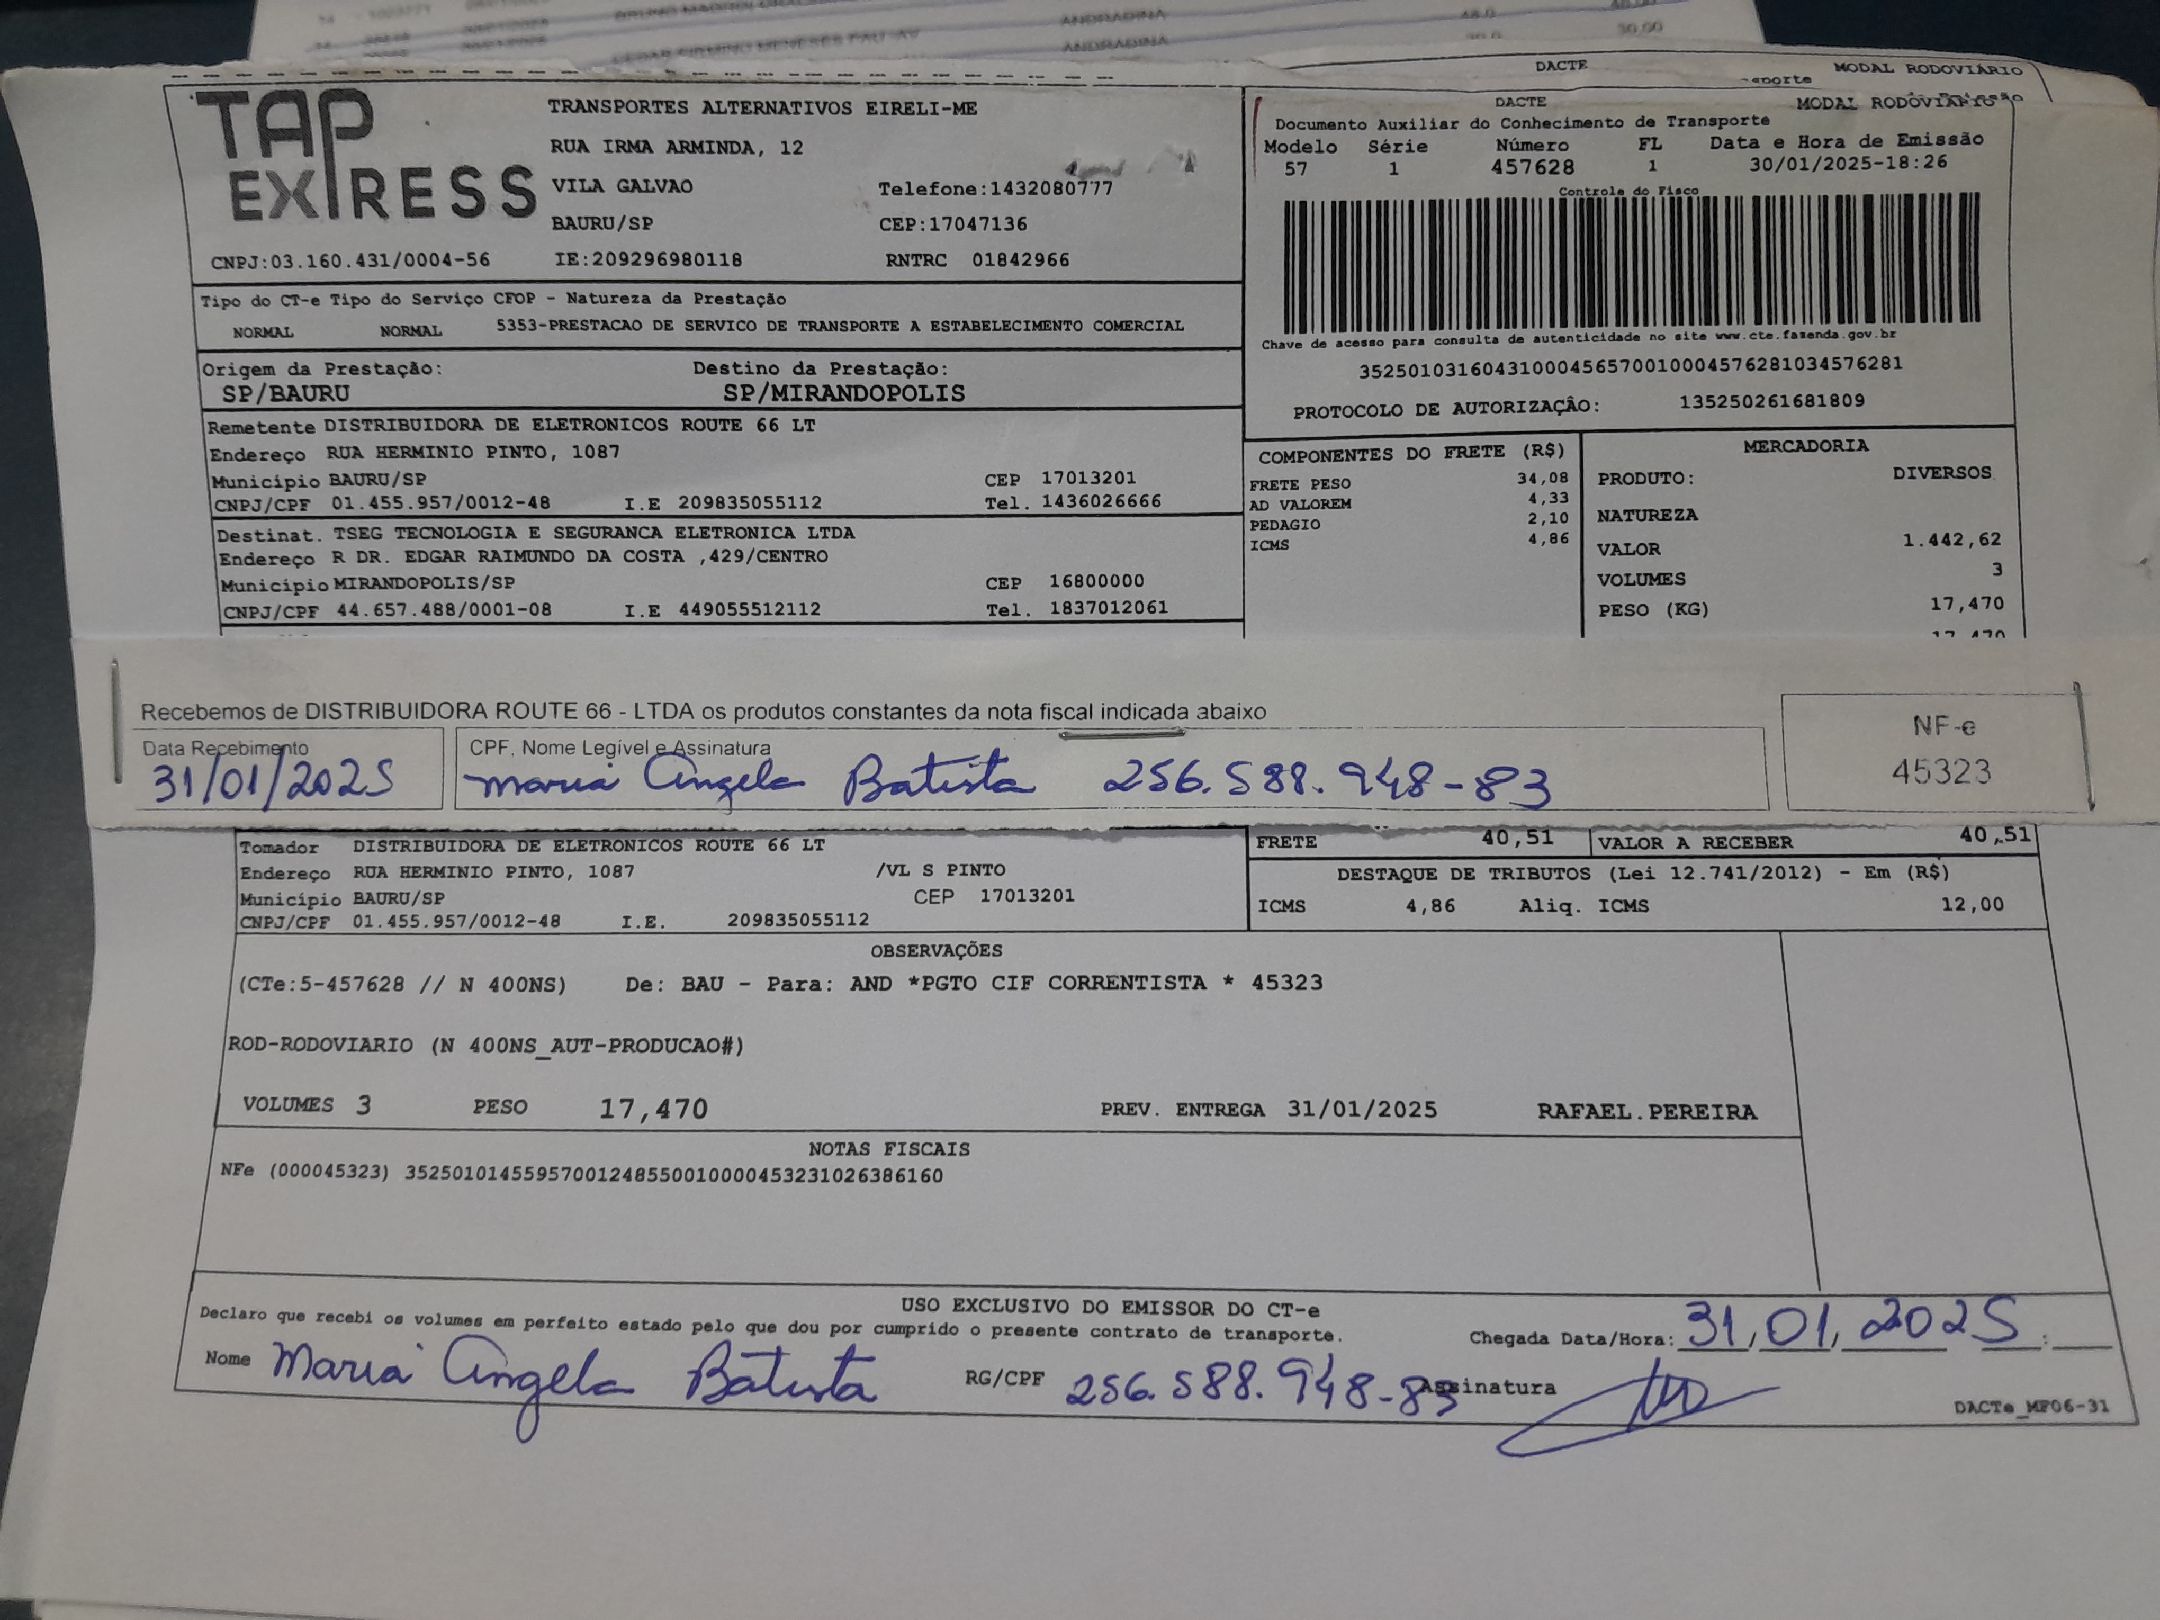 ANDRADINA
ANDRADINA
30,00
DACTE
MODAL RODOVIÁRIO
TAP EXPRESS
TRANSPORTES ALTERNATIVOS EIRELI-ME
RUA IRMA ARMINDA, 12
VILA GALVAO Telefone:1432080777
BAURU/SP CEP:17047136
CNPJ:03.160.431/0004-56 IE:209296980118 RNTRC 01842966
DACTE MODAL RODOVIÁRIO
Documento Auxiliar do Conhecimento de Transporte
Modelo Série Número FL Data e Hora de Emissão
57 1 457628 1 30/01/2025-18:26
Controle do Fisco
Chave de acesso para consulta de autenticidade no site www.cte.fazenda.gov.br
35250103160431000456570010004576281034576281
PROTOCOLO DE AUTORIZAÇÂO: 135250261681809
Tipo do CT-e Tipo do Serviço CFOP - Natureza da Prestação
NORMAL NORMAL 5353-PRESTACAO DE SERVICO DE TRANSPORTE A ESTABELECIMENTO COMERCIAL
Origem da Prestação: Destino da Prestação:
SP/BAURU SP/MIRANDOPOLIS
Remetente DISTRIBUIDORA DE ELETRONICOS ROUTE 66 LT
Endereço RUA HERMINIO PINTO, 1087
Município BAURU/SP CEP 17013201
CNPJ/CPF 01.455.957/0012-48 I.E 209835055112 Tel. 1436026666
Destinat. TSEG TECNOLOGIA E SEGURANCA ELETRONICA LTDA
Endereço R DR. EDGAR RAIMUNDO DA COSTA ,429/CENTRO
Município MIRANDOPOLIS/SP CEP 16800000
CNPJ/CPF 44.657.488/0001-08 I.E 449055512112 Tel. 1837012061
COMPONENTES DO FRETE (R$)
FRETE PESO 34,08
AD VALOREM 4,33
PEDAGIO 2,10
ICMS 4,86
MERCADORIA
PRODUTO: DIVERSOS
NATUREZA
VALOR 1.442,62
VOLUMES 3
PESO (KG) 17,470
17,470
Recebemos de DISTRIBUIDORA ROUTE 66 - LTDA os produtos constantes da nota fiscal indicada abaixo
Data Recebimento CPF, Nome Legível e Assinatura
31/01/2025 Maria Angela Batista 256.588.948-83
NF-e
45323
Tomador DISTRIBUIDORA DE ELETRONICOS ROUTE 66 LT
Endereço RUA HERMINIO PINTO, 1087 /VL S PINTO
Município BAURU/SP CEP 17013201
CNPJ/CPF 01.455.957/0012-48 I.E. 209835055112
FRETE 40,51 VALOR A RECEBER 40,51
DESTAQUE DE TRIBUTOS (Lei 12.741/2012) - Em (R$)
ICMS 4,86 Aliq. ICMS 12,00
OBSERVAÇÕES
(CTe:5-457628 // N 400NS) De: BAU - Para: AND *PGTO CIF CORRENTISTA * 45323
ROD-RODOVIARIO (N 400NS_AUT-PRODUCAO#)
VOLUMES 3 PESO 17,470 PREV. ENTREGA 31/01/2025 RAFAEL.PEREIRA
NOTAS FISCAIS
NFe (000045323) 35250101455957001248550010000453231026386160
USO EXCLUSIVO DO EMISSOR DO CT-e
Declaro que recebi os volumes em perfeito estado pelo que dou por cumprido o presente contrato de transporte.
Chegada Data/Hora: 31/01/2025 :
Nome Maria Angela Batista RG/CPF 256.588.948-83 Assinatura
DACTe_MF06-31